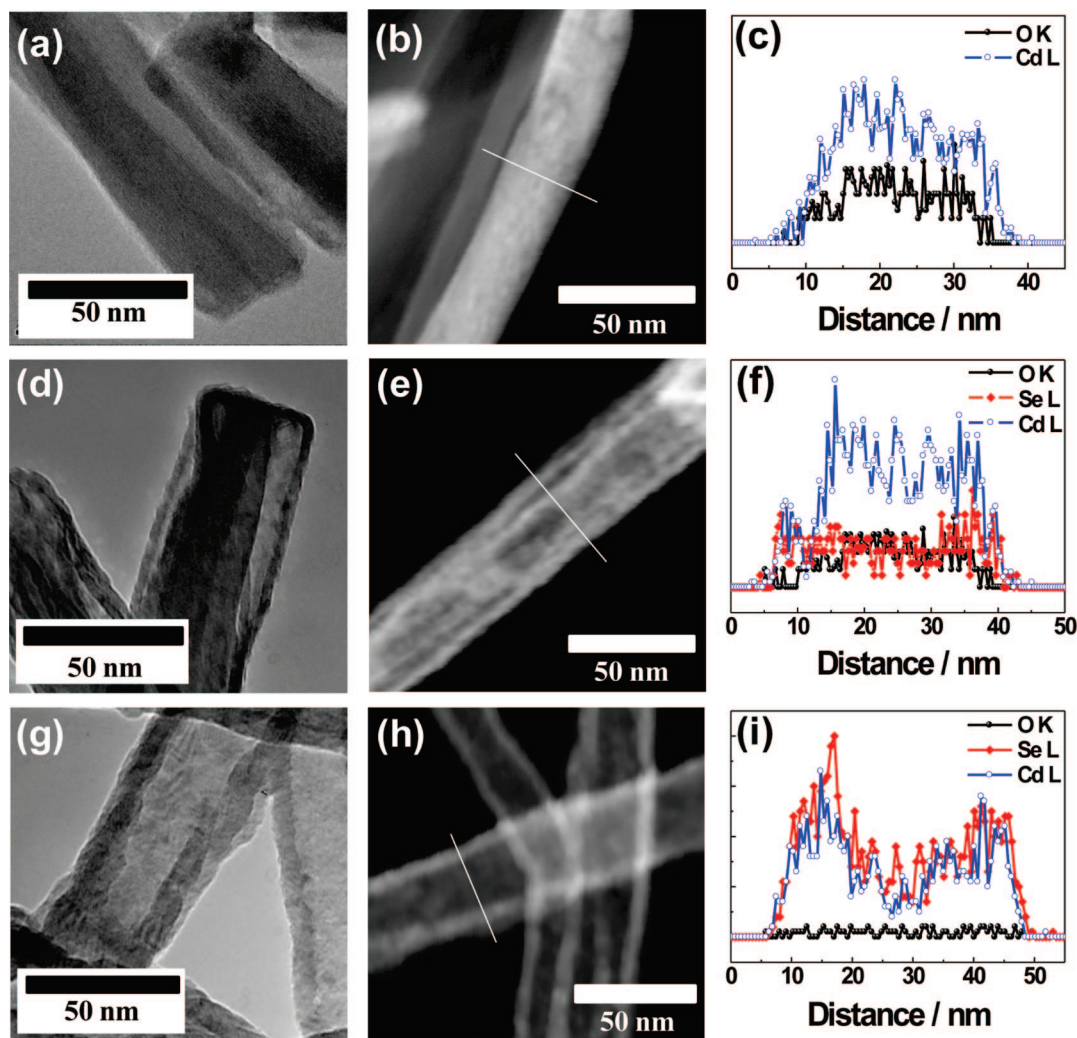 (a)
50 nm
(b)
50 nm
(c)
O K
Cd L
0 10 20 30 40
Distance / nm
(d)
50 nm
(e)
50 nm
(f)
O K
Se L
Cd L
0 10 20 30 40 50
Distance / nm
(g)
50 nm
(h)
50 nm
(i)
O K
Se L
Cd L
0 10 20 30 40 50
Distance / nm